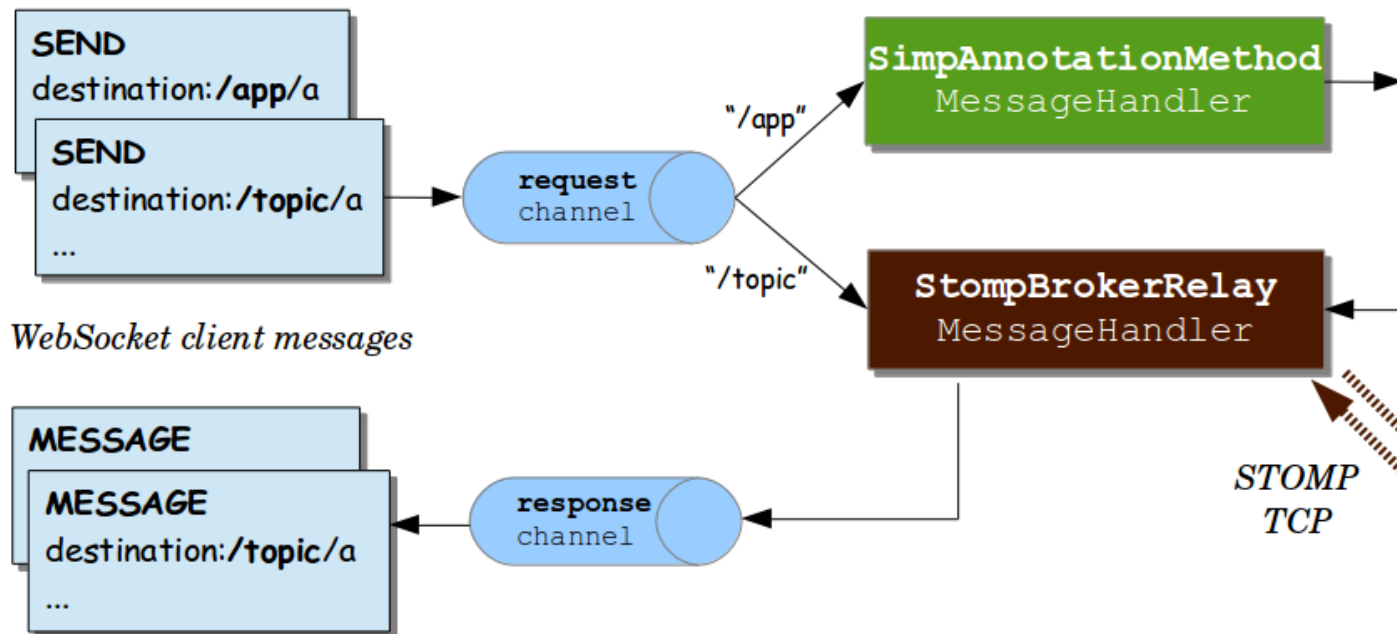 SEND
destination:/app/a
SEND
destination:/topic/a
...
WebSocket client messages
request
channel
“/app”
“/topic”
SimpAnnotationMethod
MessageHandler
StompBrokerRelay
MessageHandler
STOMP
TCP
MESSAGE
MESSAGE
destination:/topic/a
...
response
channel